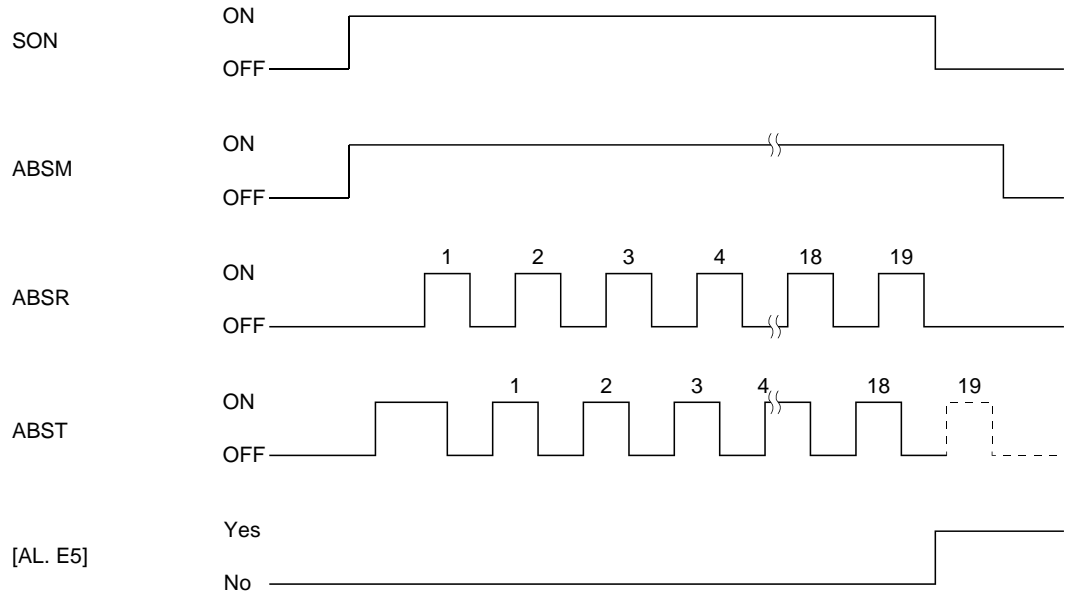 SON
ON
OFF
ABSM
ON
OFF
ABSR
ON
OFF
1 2 3 4 18 19
ABST
ON
OFF
1 2 3 4 18 19
[AL. E5]
Yes
No